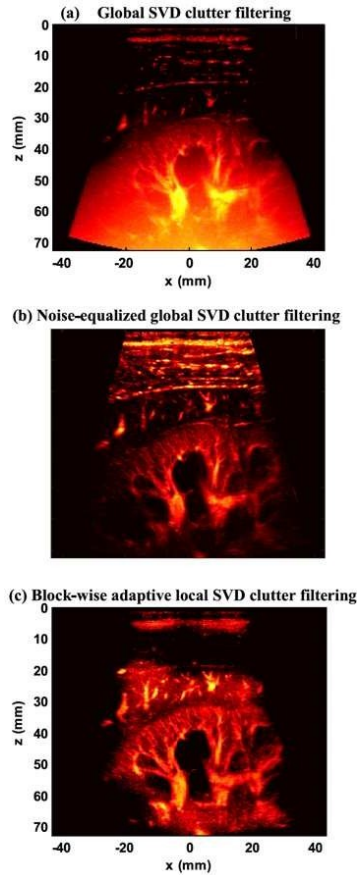 (a) Global SVD clutter filtering
0
10
20
30
40
50
60
70
z (mm)
-40 -20 0 20 40
x (mm)
(b) Noise-equalized global SVD clutter filtering
(c) Block-wise adaptive local SVD clutter filtering
0
10
20
30
40
50
60
70
z (mm)
-40 -20 0 20 40
x (mm)